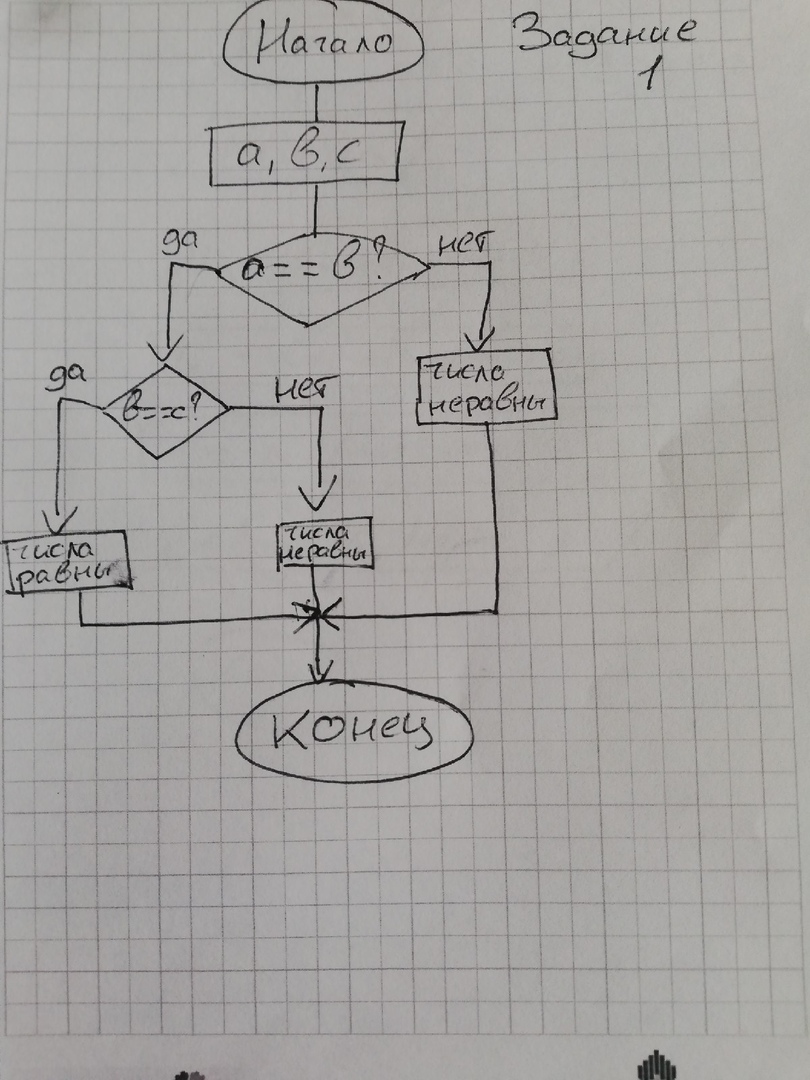 Начало
Задание
1
а, в, с
да
а==в?
нет
да
в==с?
нет
числа
неравны
числа
равны
числа
неравны
Конец